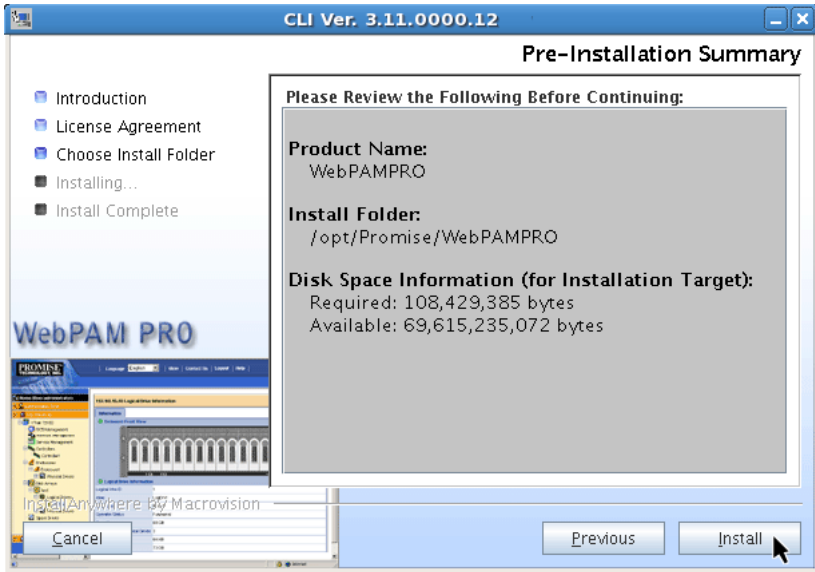 CLI Ver. 3.11.0000.12
Pre-Installation Summary
Introduction
License Agreement
Choose Install Folder
Installing...
Install Complete
Please Review the Following Before Continuing:
Product Name:
WebPAMPRO
Install Folder:
/opt/Promise/WebPAMPRO
Disk Space Information (for Installation Target):
Required: 108,429,385 bytes
Available: 69,615,235,072 bytes
WebPAM PRO
PROMISE
TECHNOLOGY, INC.
InstallAnywhere by Macrovision
Cancel
Previous
Install